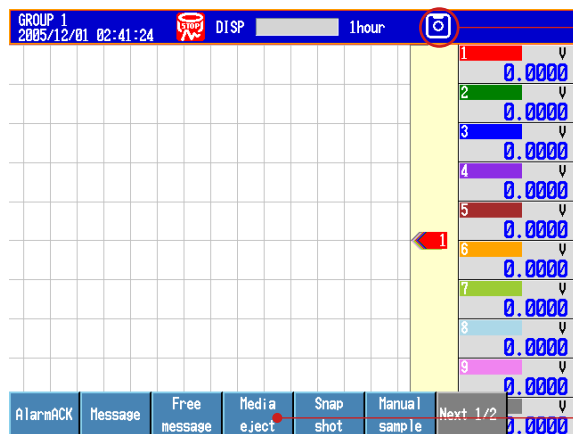 GROUP 1
2005/12/01 02:41:24
STOP
DISP
1hour
1 V
0.0000
2 V
0.0000
3 V
0.0000
4 V
0.0000
5 V
0.0000
1
6 V
0.0000
7 V
0.0000
8 V
0.0000
9 V
0.0000
V
0.0000
AlarmACK
Message
Free
message
Media
eject
Snap
shot
Manual
sample
Next 1/2